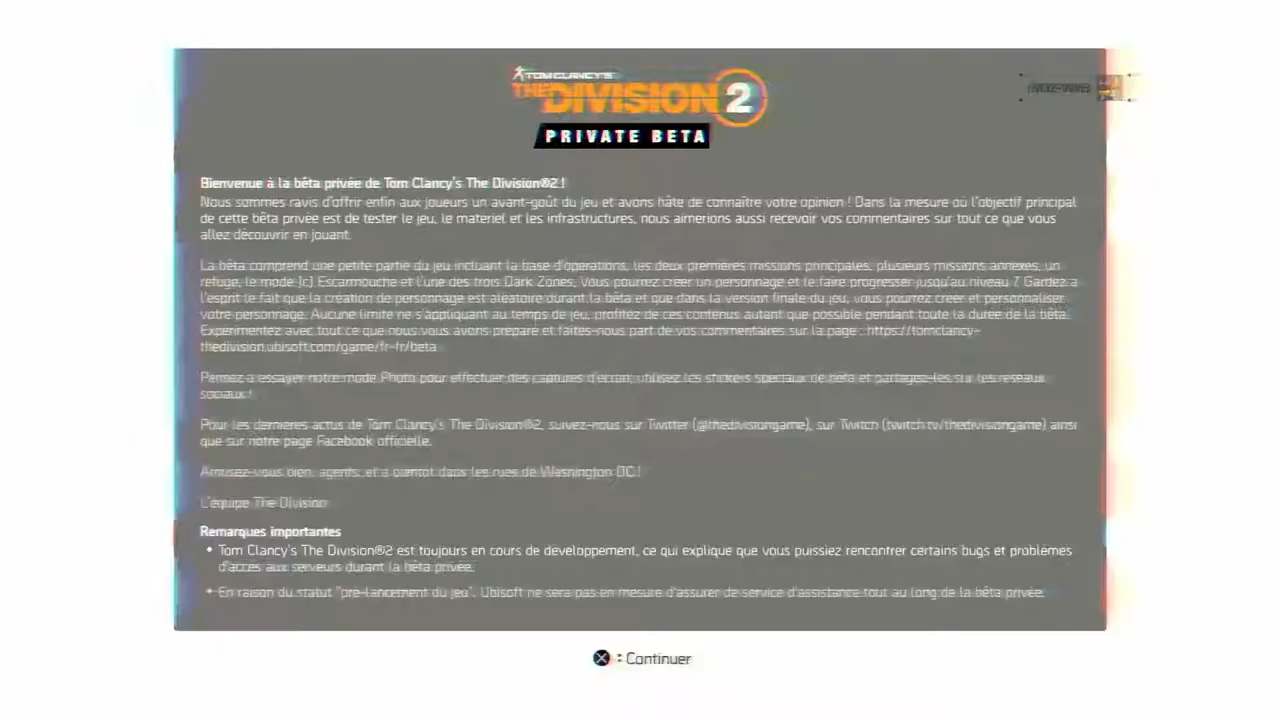 TOM CLANCY'S
THE DIVISION 2
PRIVATE BETA
Bienvenue à la bêta privée de Tom Clancy's The Division®2 !
Nous sommes ravis d'offrir enfin aux joueurs un avant-goût du jeu et avons hâte de connaître votre opinion ! Dans la mesure où l'objectif principal
de cette bêta privée est de tester le jeu, le matériel et les infrastructures, nous aimerions aussi recevoir vos commentaires sur tout ce que vous
allez découvrir en jouant.
La bêta comprend une petite partie du jeu incluant la base d'opérations, les deux premières missions principales, plusieurs missions annexes, un
refuge, le mode JcJ Escarmouche et l'une des trois Dark Zones. Vous pourrez créer un personnage et le faire progresser jusqu'au niveau 7 Gardez à
l'esprit le fait que la création de personnage est aléatoire durant la bêta et que dans la version finale du jeu, vous pourrez créer et personnaliser
votre personnage. Aucune limite ne s'appliquant au temps de jeu, profitez de ces contenus autant que possible pendant toute la durée de la bêta.
Expérimentez avec tout ce que nous vous avons préparé et faites-nous part de vos commentaires sur la page : https://tomclancy-
thedivision.ubisoft.com/game/fr-fr/beta
Pensez à essayer notre mode Photo pour effectuer des captures d'écran, utilisez les stickers spéciaux de bêta et partagez-les sur les réseaux
sociaux !
Pour les dernières actus de Tom Clancy's The Division®2, suivez-nous sur Twitter (@thedivisiongame), sur Twitch (twitch.tv/thedivisiongame) ainsi
que sur notre page Facebook officielle.
Amusez-vous bien, agents, et à bientôt dans les rues de Washington DC !
L'équipe The Division
Remarques importantes
• Tom Clancy's The Division®2 est toujours en cours de développement, ce qui explique que vous puissiez rencontrer certains bugs et problèmes
d'accès aux serveurs durant la bêta privée.
• En raison du statut "pré-lancement du jeu", Ubisoft ne sera pas en mesure d'assurer de service d'assistance tout au long de la bêta privée.
: Continuer